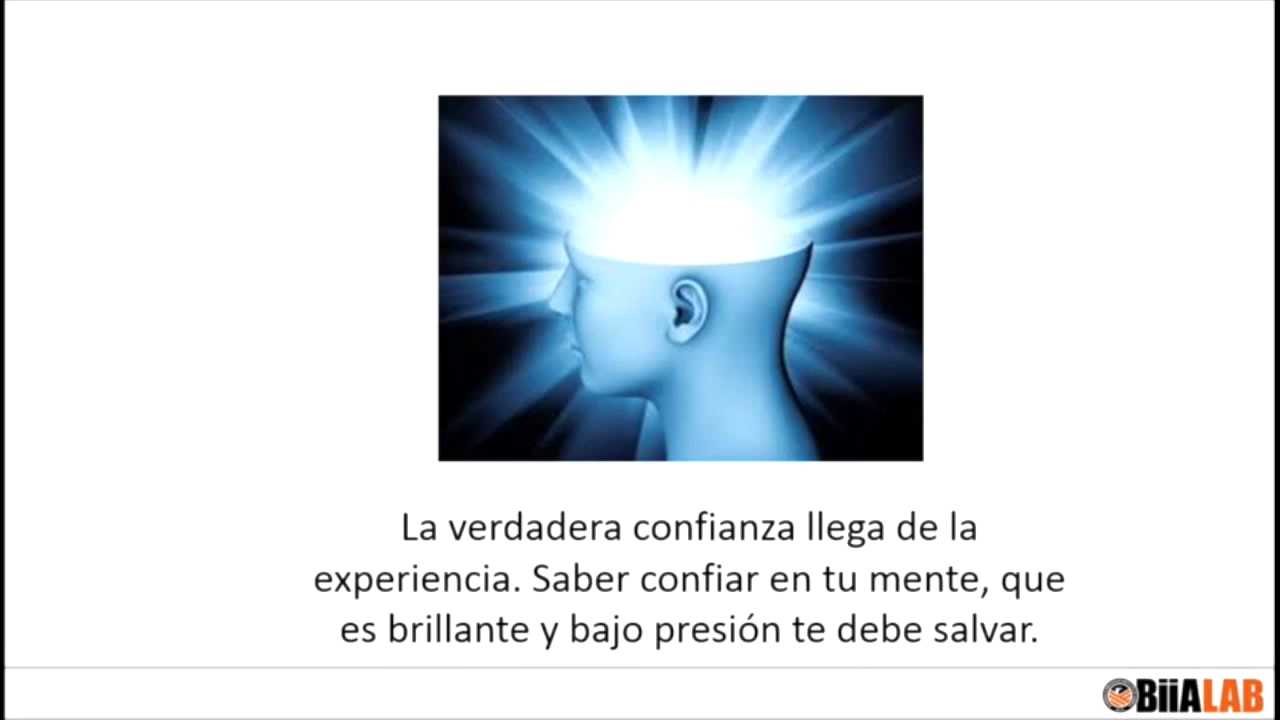 La verdadera confianza llega de la
experiencia. Saber confiar en tu mente, que
es brillante y bajo presión te debe salvar.
BiiALAB